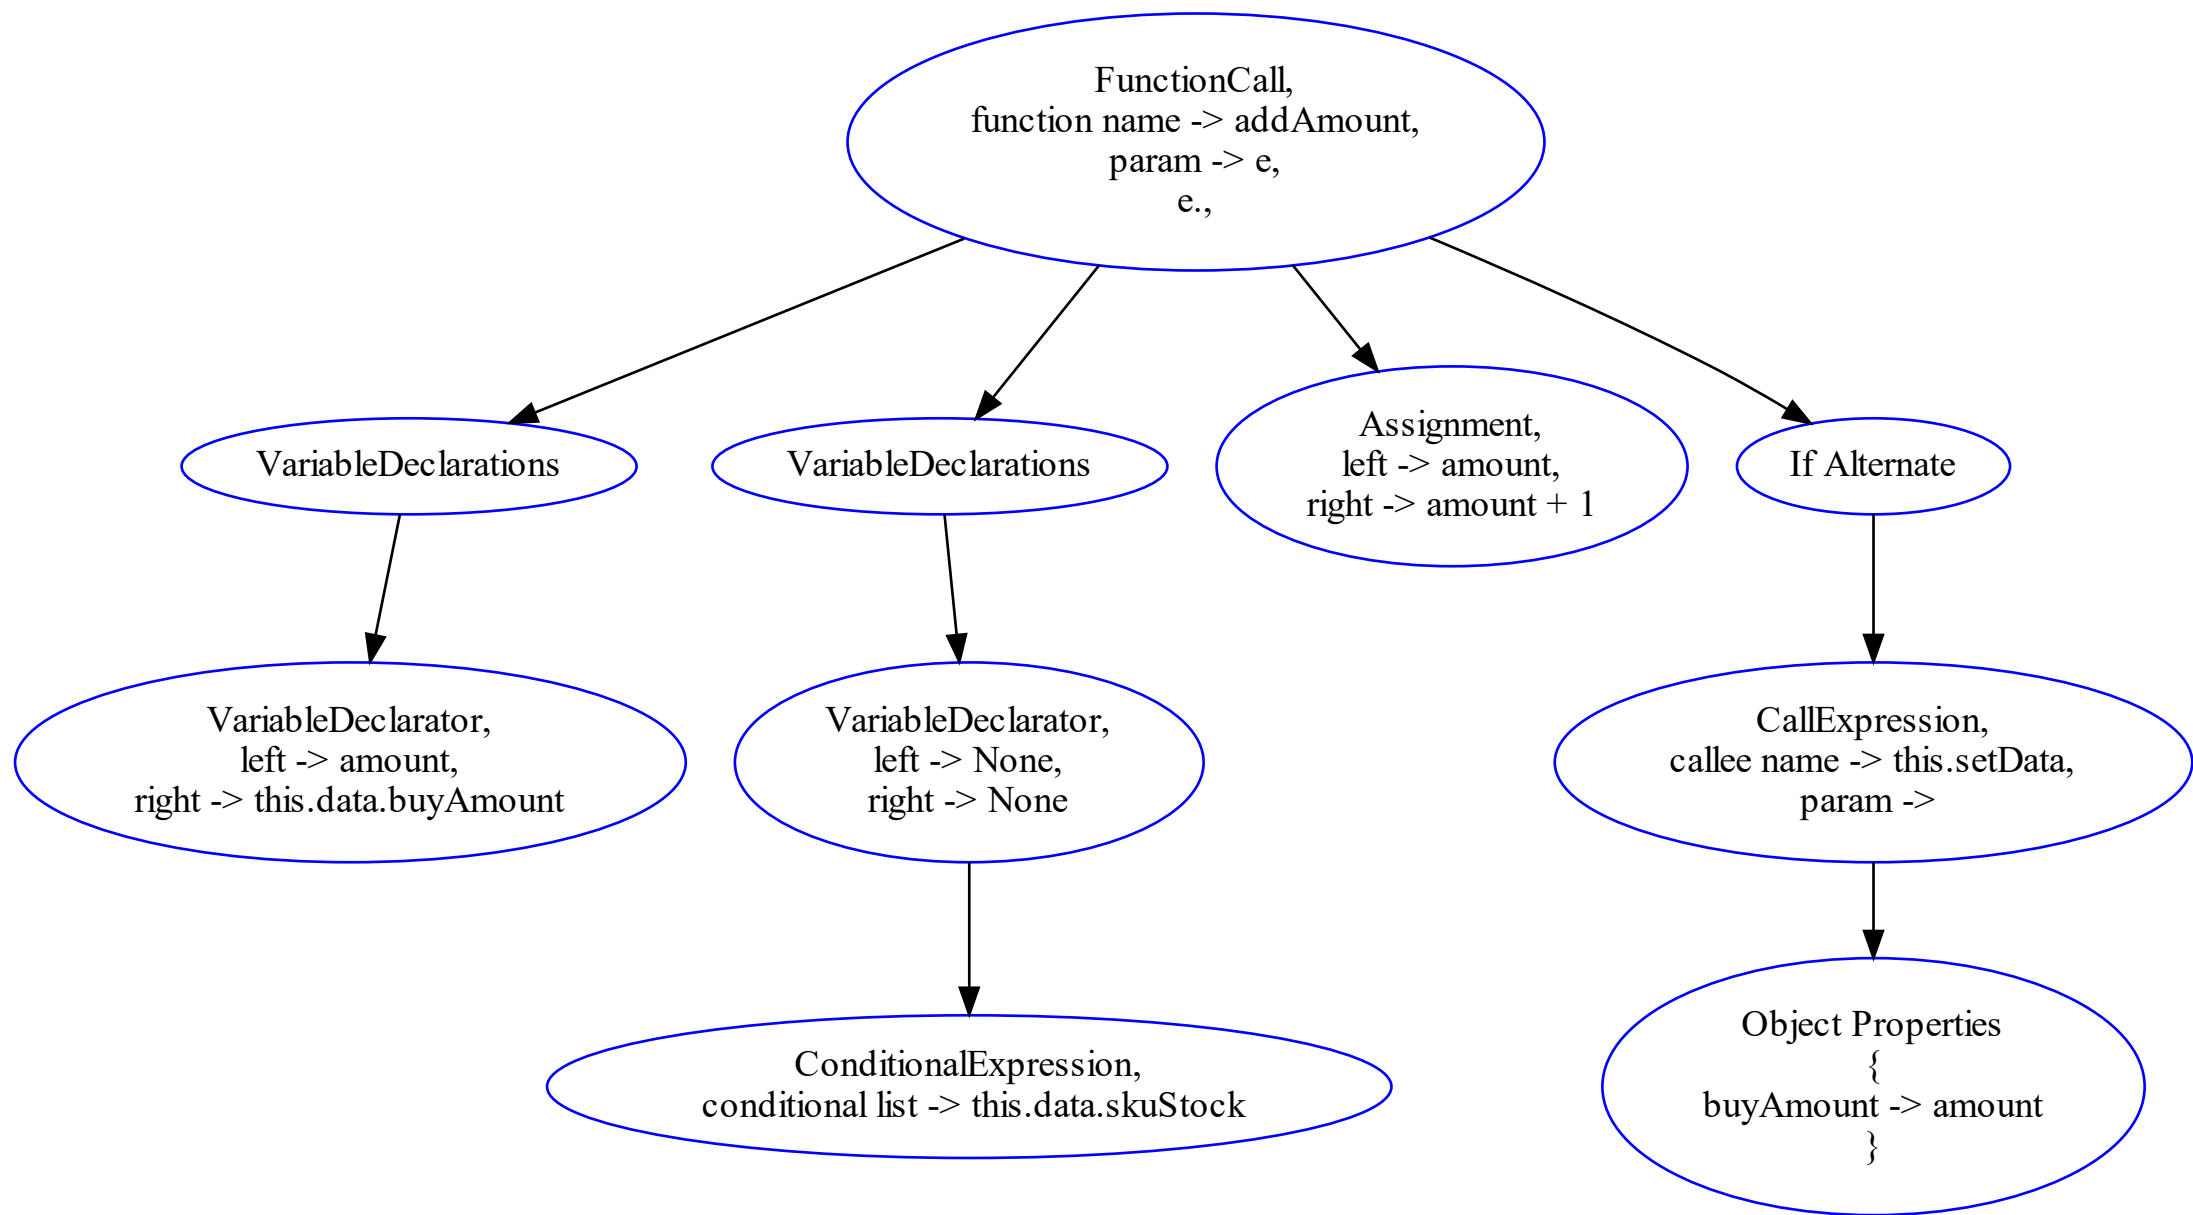 FunctionCall,
function name -> addAmount,
param -> e,
e.,
VariableDeclarations
VariableDeclarations
Assignment,
left -> amount,
right -> amount + 1
If Alternate
VariableDeclarator,
left -> amount,
right -> this.data.buyAmount
VariableDeclarator,
left -> None,
right -> None
CallExpression,
callee name -> this.setData,
param ->
ConditionalExpression,
conditional list -> this.data.skuStock
Object Properties
{
buyAmount -> amount
}